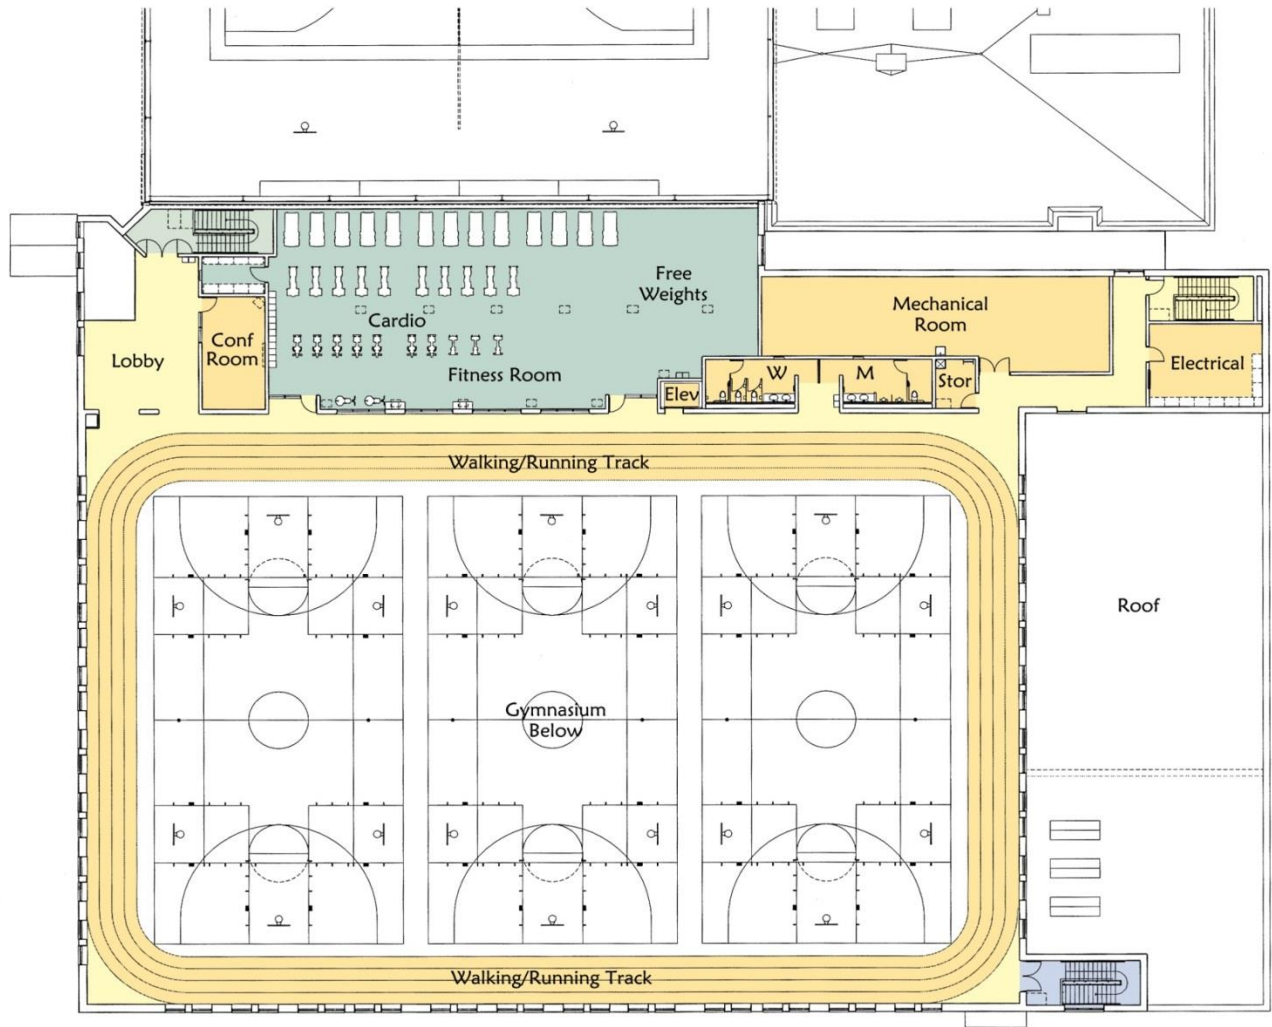 Free
Weights
Mechanical
Room
Cardio
Conf
Room
Lobby
Electrical
Fitness Room
W
M
Stor
Elev
Walking/Running Track
Roof
Gymnasium
Below
Walking/Running Track